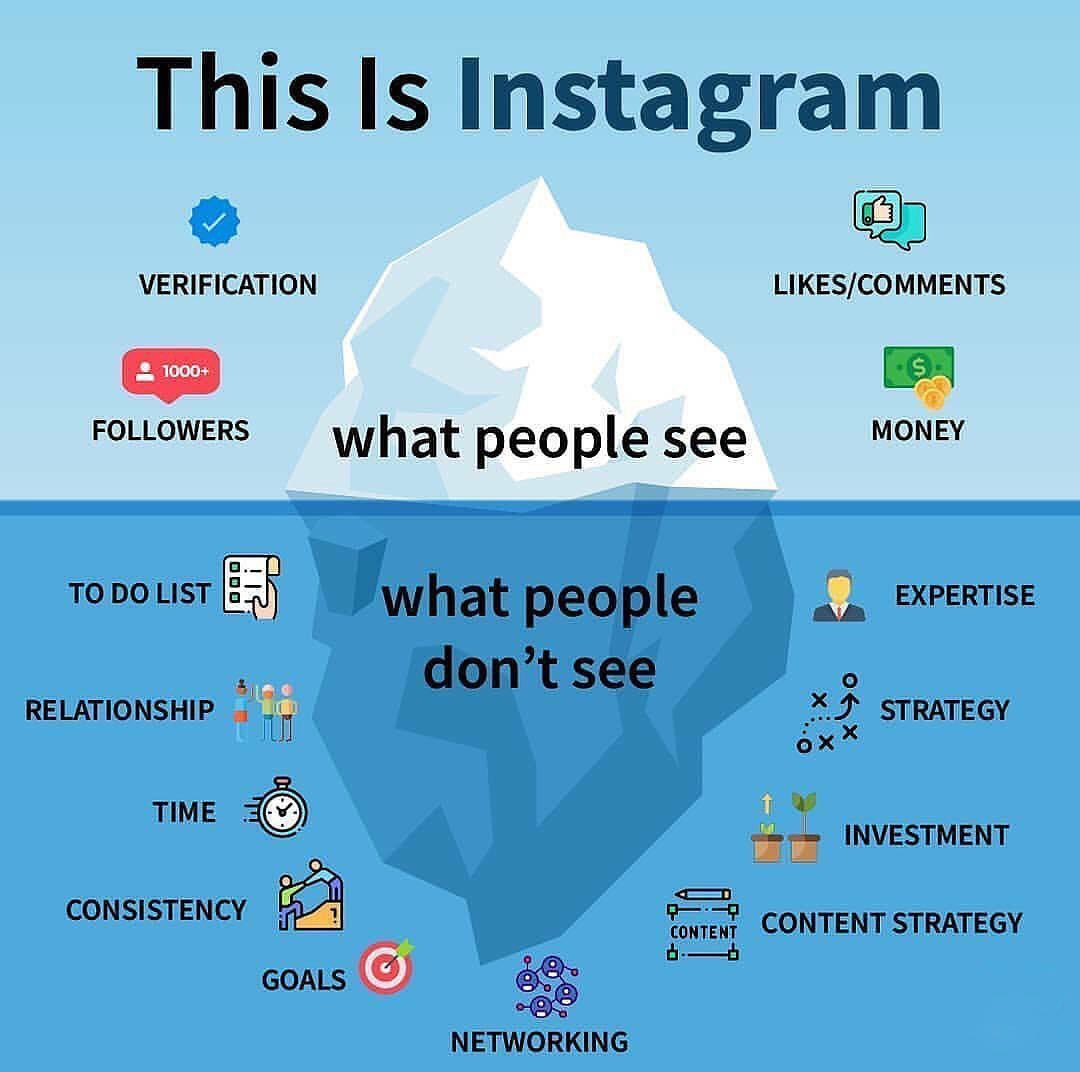 This Is Instagram
VERIFICATION
LIKES/COMMENTS
1000+
FOLLOWERS
MONEY
what people see
what people
don't see
TO DO LIST
EXPERTISE
RELATIONSHIP
STRATEGY
TIME
INVESTMENT
CONSISTENCY
CONTENT
CONTENT STRATEGY
GOALS
NETWORKING